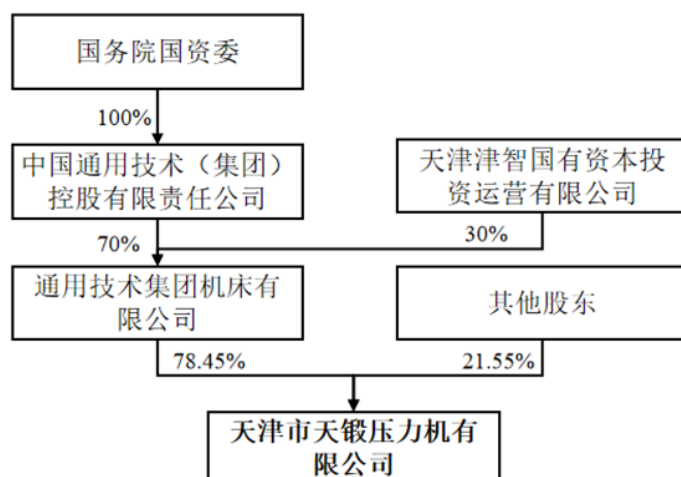 国务院国资委
100%
中国通用技术（集团）
控股有限责任公司
天津津智国有资本投
资运营有限公司
70%
30%
通用技术集团机床有
限公司
其他股东
78.45%
21.55%
天津市天锻压力机有
限公司